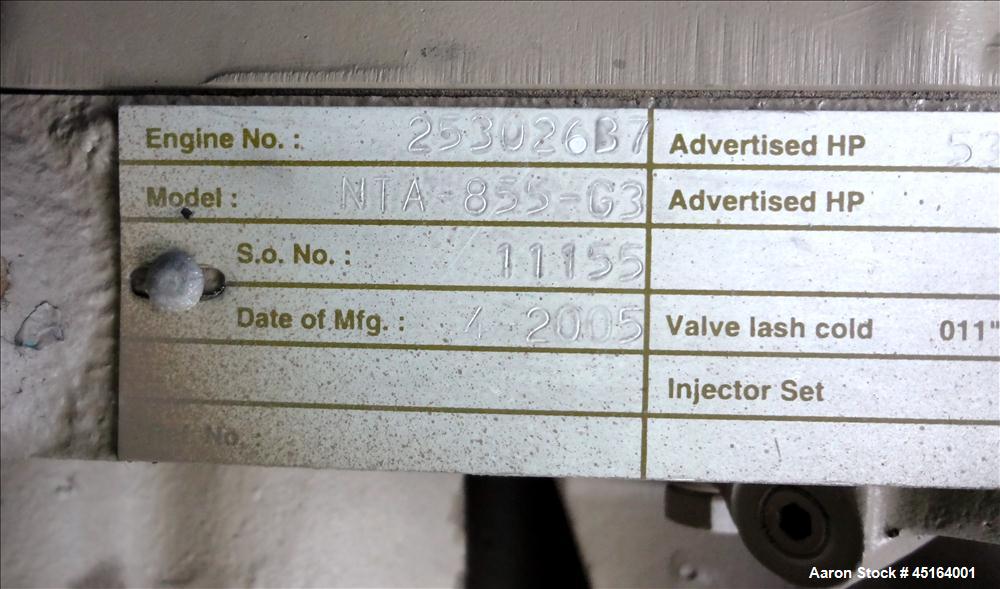 Engine No. : 25302687 Advertised HP 53
Model : NTA-855-G3 Advertised HP
S.o. No. : 11155
Date of Mfg. : 4 2005 Valve lash cold 011"
Injector Set
Ref. No. :
Aaron Stock # 45164001